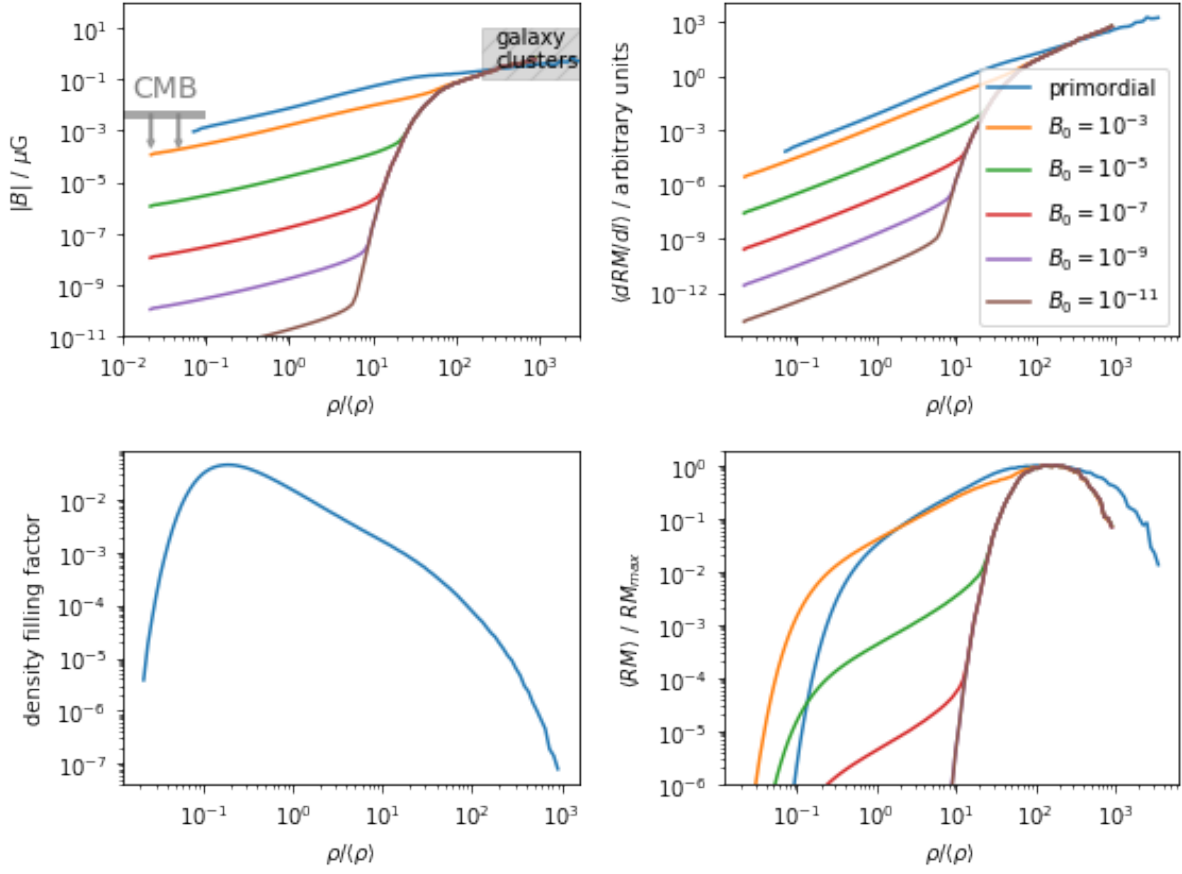 10^1
10^-1
10^-3
10^-5
10^-7
10^-9
10^-11
|B| / μG
CMB
galaxy
clusters
10^-2
10^-1
10^0
10^1
10^2
10^3
ρ/⟨ρ⟩
10^3
10^0
10^-3
10^-6
10^-9
10^-12
⟨dRM/dl⟩ / arbitrary units
primordial
B_0 = 10^-3
B_0 = 10^-5
B_0 = 10^-7
B_0 = 10^-9
B_0 = 10^-11
10^-1
10^0
10^1
10^2
10^3
ρ/⟨ρ⟩
10^-2
10^-3
10^-4
10^-5
10^-6
10^-7
density filling factor
10^-1
10^0
10^1
10^2
10^3
ρ/⟨ρ⟩
10^0
10^-1
10^-2
10^-3
10^-4
10^-5
10^-6
⟨RM⟩ / RM_max
10^-1
10^0
10^1
10^2
10^3
ρ/⟨ρ⟩